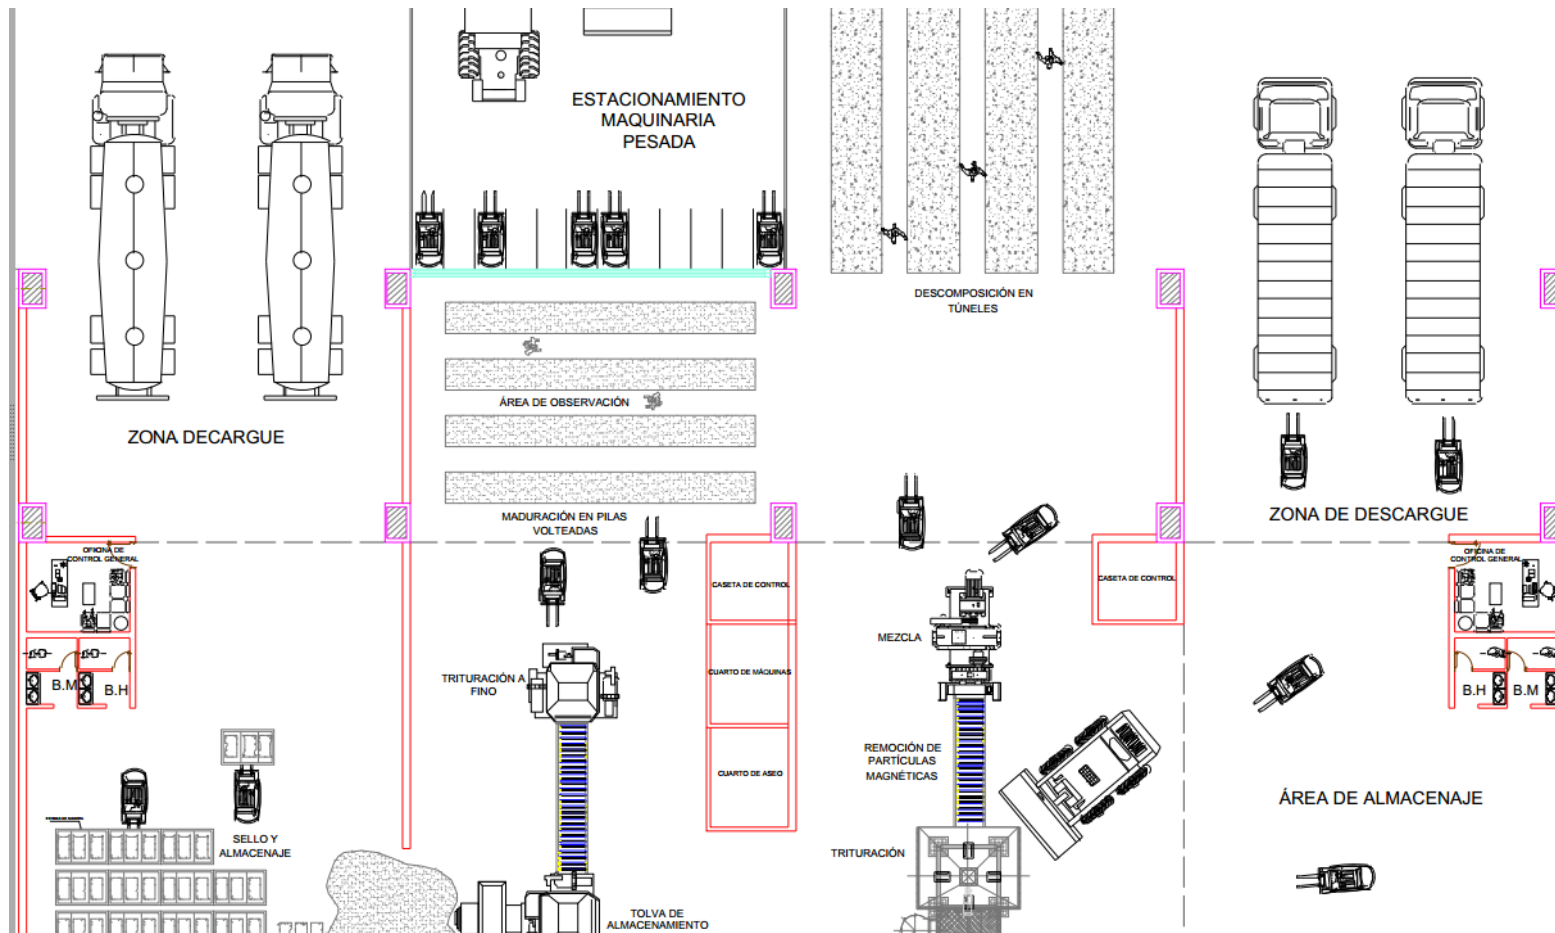 ESTACIONAMIENTO
MAQUINARIA
PESADA
DESCOMPOSICIÓN EN
TÚNELES
ÁREA DE OBSERVACIÓN
ZONA DECARGUE
MADURACIÓN EN PILAS
VOLTEADAS
ZONA DE DESCARGUE
OFICINA DE
CONTROL GENERAL
CASETA DE CONTROL
CASETA DE CONTROL
OFICINA DE
CONTROL GENERAL
MEZCLA
TRITURACIÓN A
FINO
CUARTO DE MÁQUINAS
B.M
B.H
B.H
B.M
REMOCIÓN DE
PARTÍCULAS
MAGNÉTICAS
CUARTO DE ASEO
ÁREA DE ALMACENAJE
SELLO Y
ALMACENAJE
TRITURACIÓN
TOLVA DE
ALMACENAMIENTO